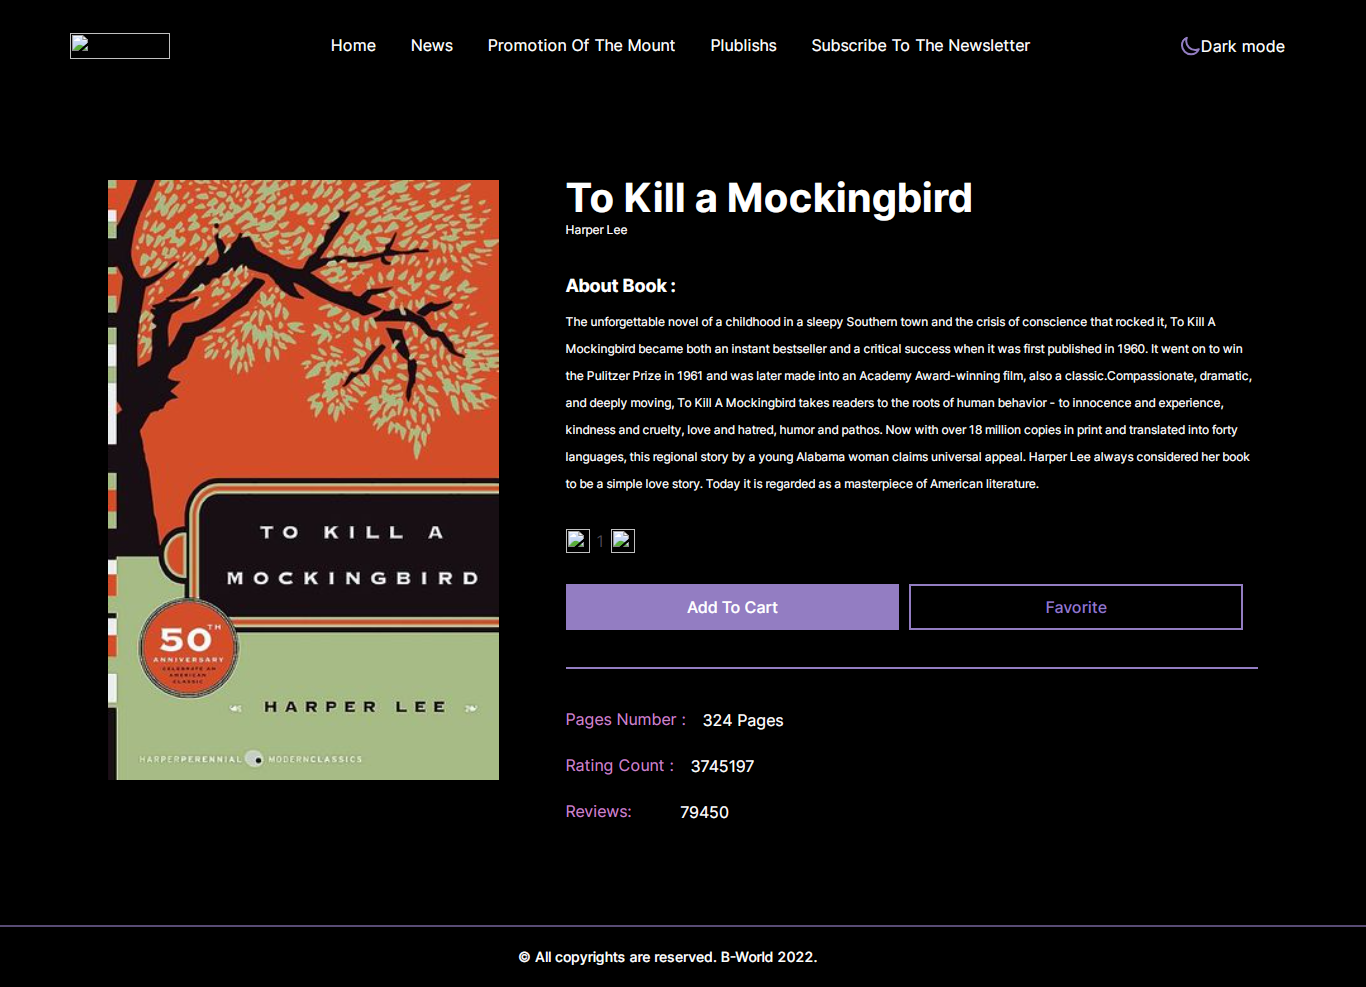 Home News Promotion Of The Mount Plublishs Subscribe To The Newsletter Dark mode
To Kill a Mockingbird
Harper Lee
About Book :
The unforgettable novel of a childhood in a sleepy Southern town and the crisis of conscience that rocked it, To Kill A
Mockingbird became both an instant bestseller and a critical success when it was first published in 1960. It went on to win
the Pulitzer Prize in 1961 and was later made into an Academy Award-winning film, also a classic.Compassionate, dramatic,
and deeply moving, To Kill A Mockingbird takes readers to the roots of human behavior - to innocence and experience,
kindness and cruelty, love and hatred, humor and pathos. Now with over 18 million copies in print and translated into forty
languages, this regional story by a young Alabama woman claims universal appeal. Harper Lee always considered her book
to be a simple love story. Today it is regarded as a masterpiece of American literature.
1
Add To Cart Favorite
Pages Number : 324 Pages
Rating Count : 3745197
Reviews: 79450
TO KILL A
MOCKINGBIRD
50TH
ANNIVERSARY
CELEBRATE AN
AMERICAN
CLASSIC
HARPER LEE
HARPERPERENNIAL MODERNCLASSICS
© All copyrights are reserved. B-World 2022.